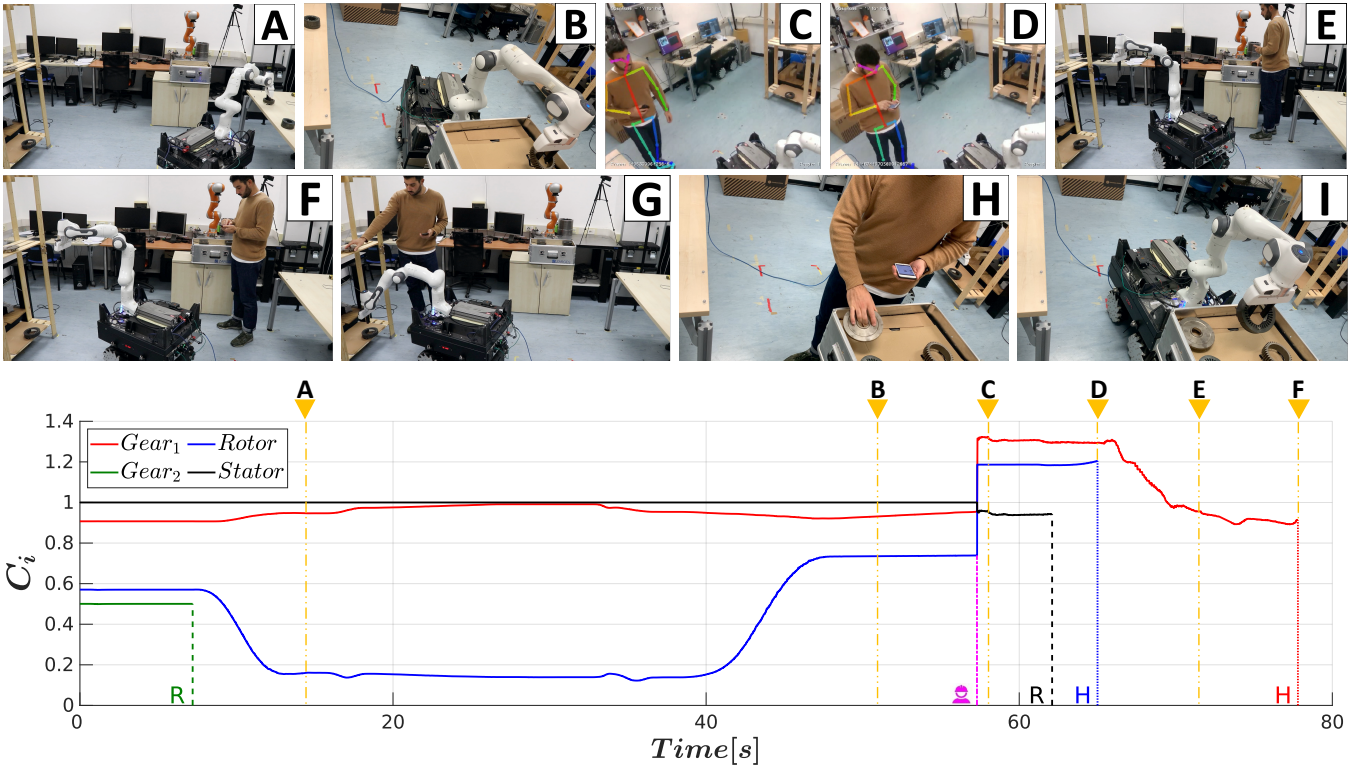 A
B
C
D
E
F
G
H
I
A B C D E F
1.4
1.2
1
0.8
0.6
0.4
0.2
0
Gear₁ Rotor
Gear₂ Stator
C_i
R R H H
0 20 40 60 80
Time[s]